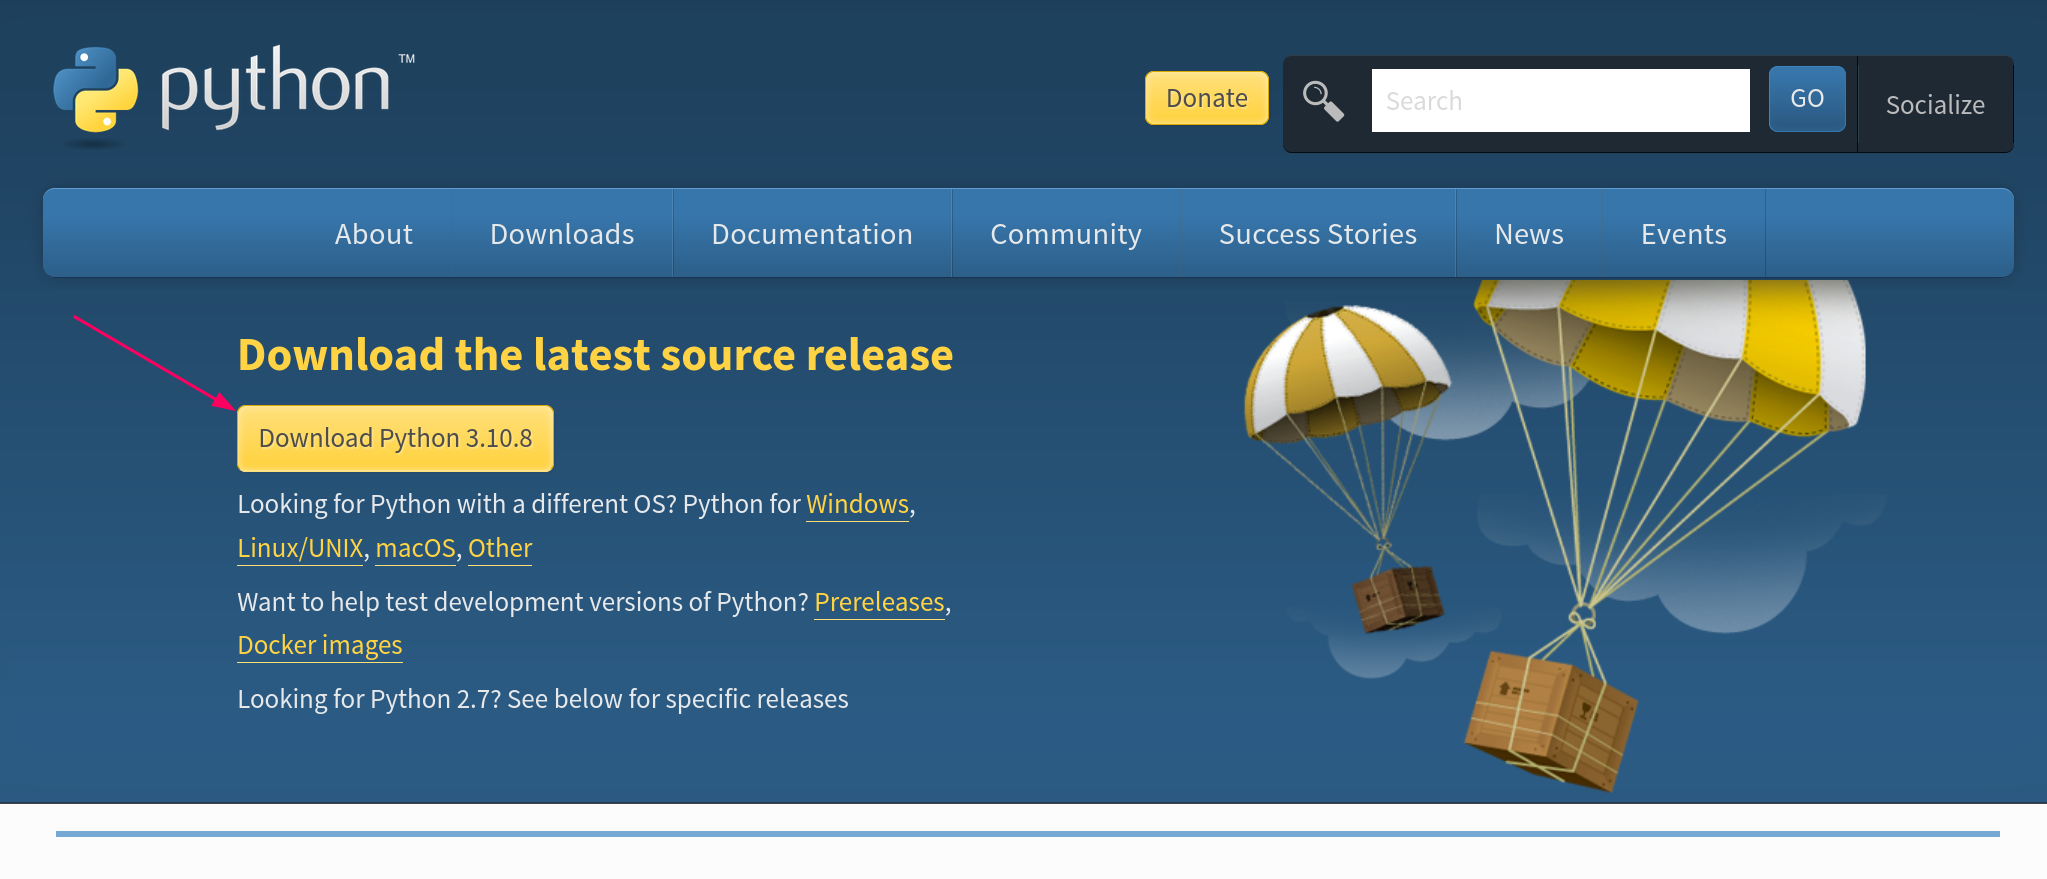 python™
Donate
Search
GO
Socialize
About
Downloads
Documentation
Community
Success Stories
News
Events
Download the latest source release
Download Python 3.10.8
Looking for Python with a different OS? Python for Windows,
Linux/UNIX, macOS, Other
Want to help test development versions of Python? Prereleases,
Docker images
Looking for Python 2.7? See below for specific releases